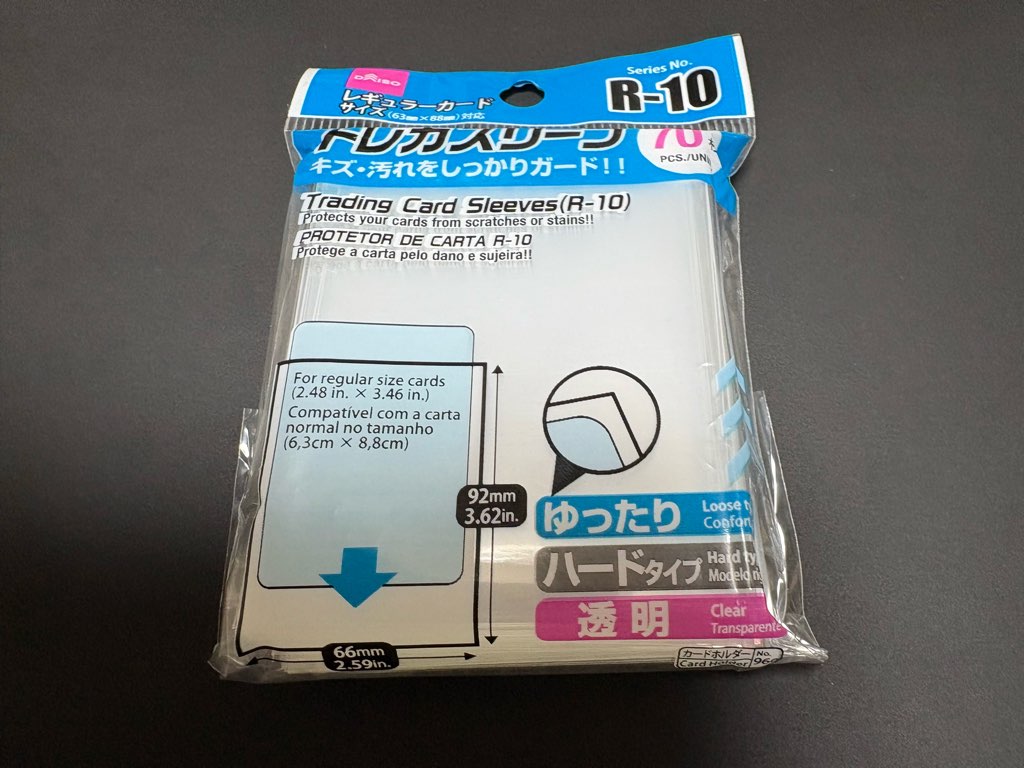 DAISO
Series No.
R-10
レギュラーカード
サイズ(63mm×88mm)対応
トレカスリーブ
70
PCS./UN
キズ・汚れをしっかりガード!!
Trading Card Sleeves(R-10)
Protects your cards from scratches or stains!!
PROTETOR DE CARTA R-10
Protege a carta pelo dano e sujeira!!
For regular size cards
(2.48 in. × 3.46 in.)
Compatível com a carta
normal no tamanho
(6,3cm × 8,8cm)
92mm
3.62in.
66mm
2.59in.
ゆったり
Loose
ハードタイプ
Hard
Modelo
透明
Clear
Transparente
カードホルダー
Card Holder
No.